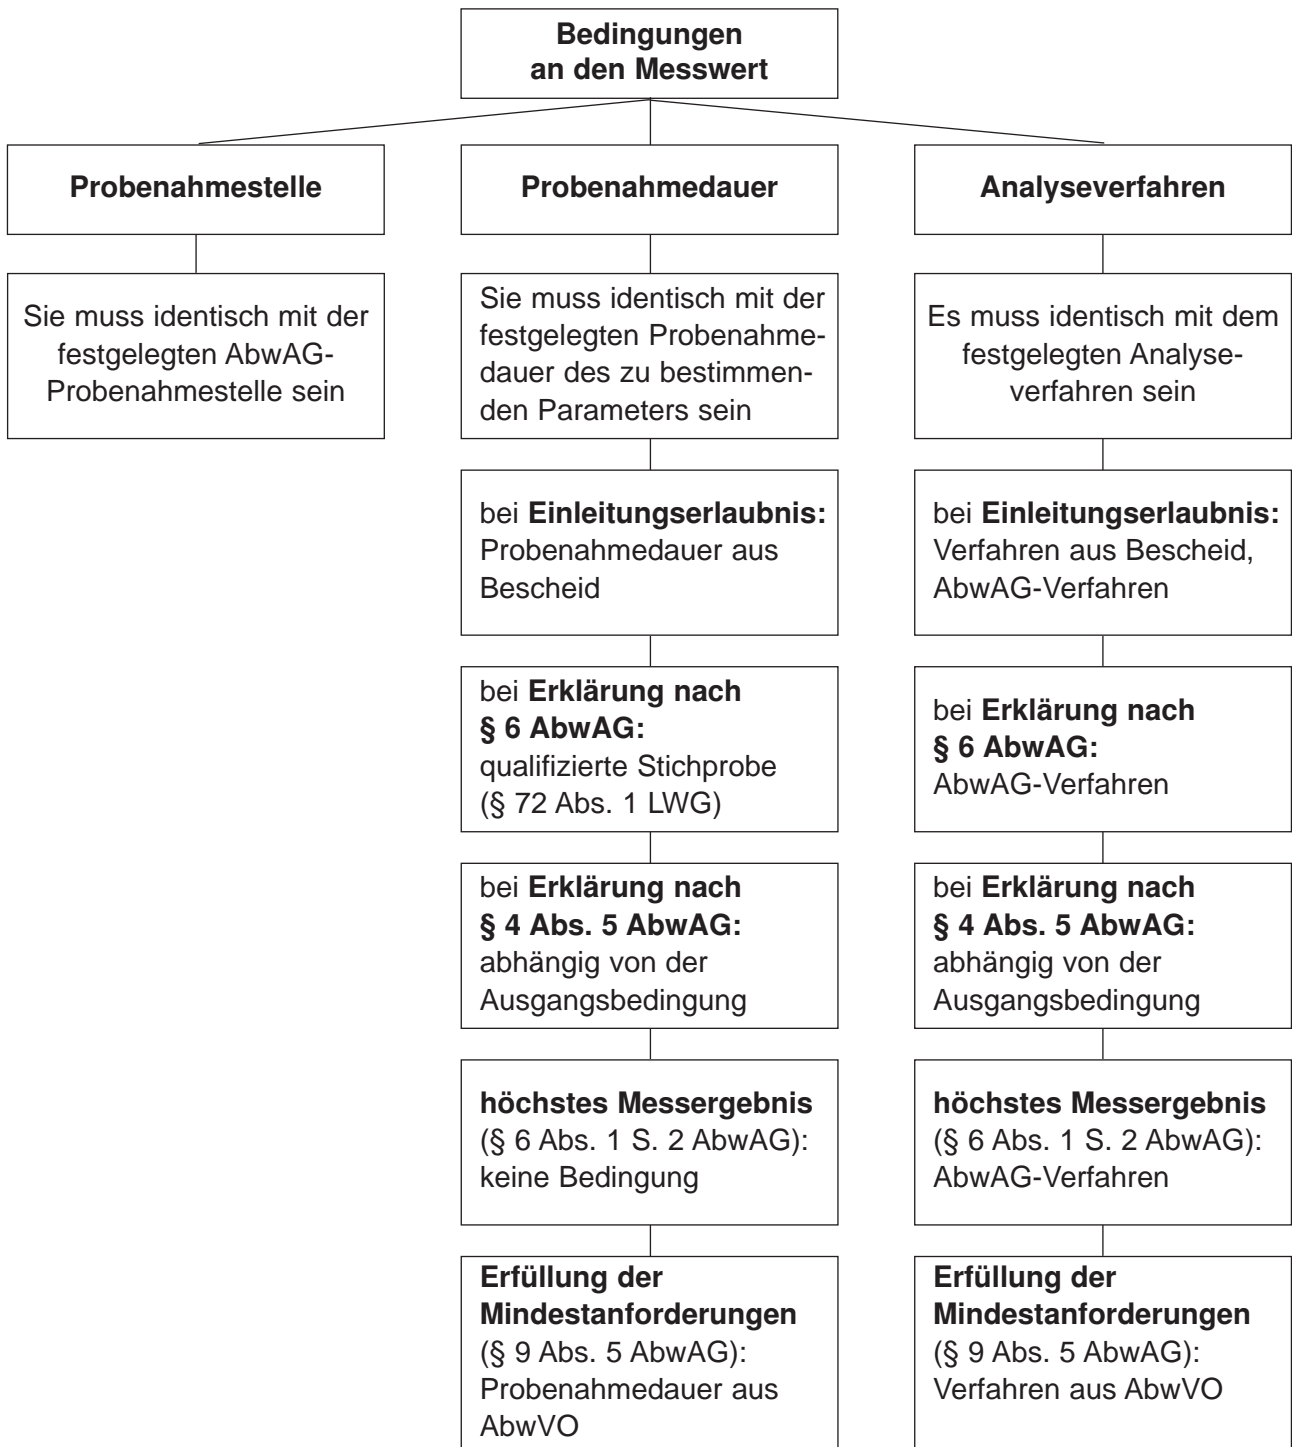 Bedingungen
an den Messwert
Probenahmestelle
Sie muss identisch mit der
festgelegten AbwAG-
Probenahmestelle sein
Probenahmedauer
Sie muss identisch mit der
festgelegten Probenahme-
dauer des zu bestimmen-
den Parameters sein
bei Einleitungserlaubnis:
Probenahmedauer aus
Bescheid
bei Erklärung nach
§ 6 AbwAG:
qualifizierte Stichprobe
(§ 72 Abs. 1 LWG)
bei Erklärung nach
§ 4 Abs. 5 AbwAG:
abhängig von der
Ausgangsbedingung
höchstes Messergebnis
(§ 6 Abs. 1 S. 2 AbwAG):
keine Bedingung
Erfüllung der
Mindestanforderungen
(§ 9 Abs. 5 AbwAG):
Probenahmedauer aus
AbwVO
Analyseverfahren
Es muss identisch mit dem
festgelegten Analyse-
verfahren sein
bei Einleitungserlaubnis:
Verfahren aus Bescheid,
AbwAG-Verfahren
bei Erklärung nach
§ 6 AbwAG:
AbwAG-Verfahren
bei Erklärung nach
§ 4 Abs. 5 AbwAG:
abhängig von der
Ausgangsbedingung
höchstes Messergebnis
(§ 6 Abs. 1 S. 2 AbwAG):
AbwAG-Verfahren
Erfüllung der
Mindestanforderungen
(§ 9 Abs. 5 AbwAG):
Verfahren aus AbwVO